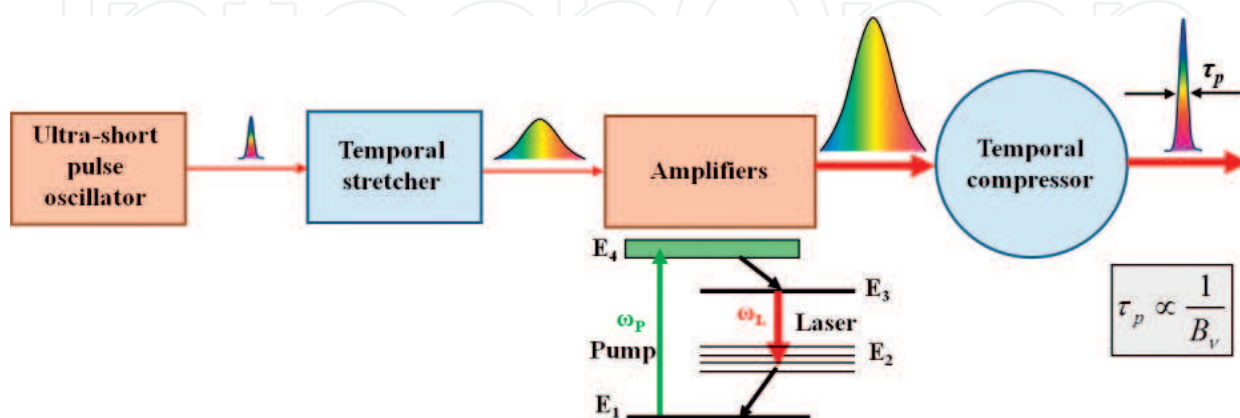 Ultra-short
pulse
oscillator
Temporal
stretcher
Amplifiers
Temporal
compressor
τp
E4
E3
ωP
ωL
Laser
Pump
E2
E1
τp ∝ 1/Bν